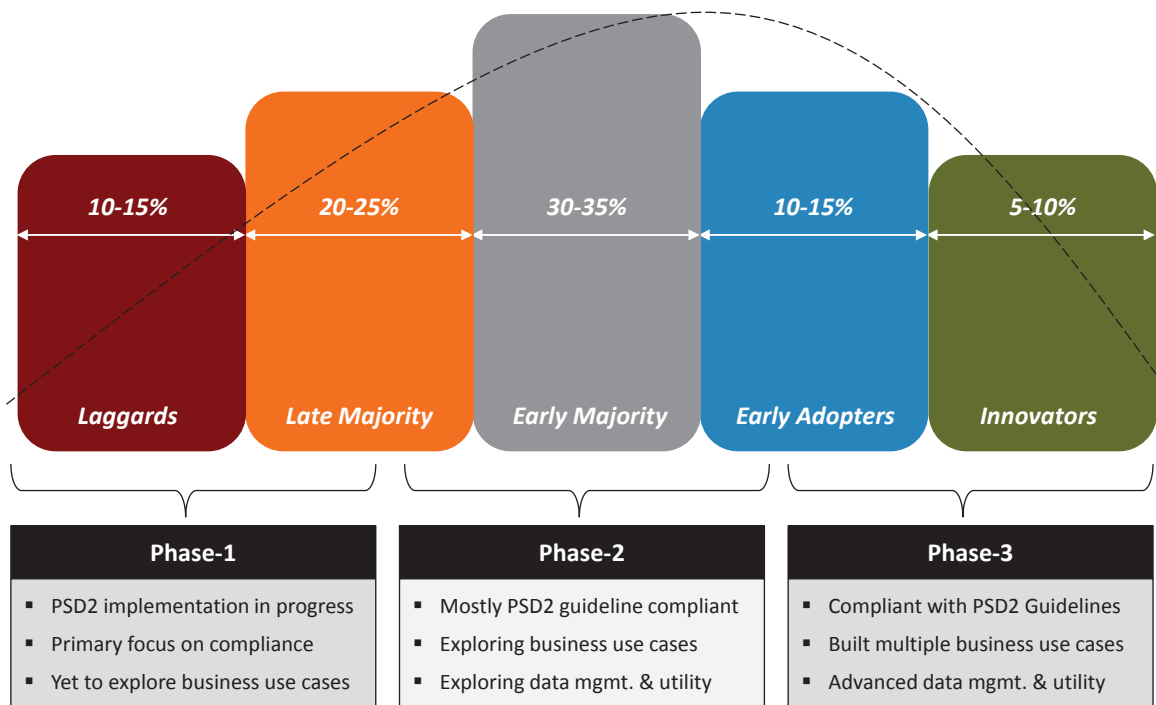 10-15%
20-25%
30-35%
10-15%
5-10%
Laggards
Late Majority
Early Majority
Early Adopters
Innovators
Phase-1
▪ PSD2 implementation in progress
▪ Primary focus on compliance
▪ Yet to explore business use cases
Phase-2
▪ Mostly PSD2 guideline compliant
▪ Exploring business use cases
▪ Exploring data mgmt. & utility
Phase-3
▪ Compliant with PSD2 Guidelines
▪ Built multiple business use cases
▪ Advanced data mgmt. & utility